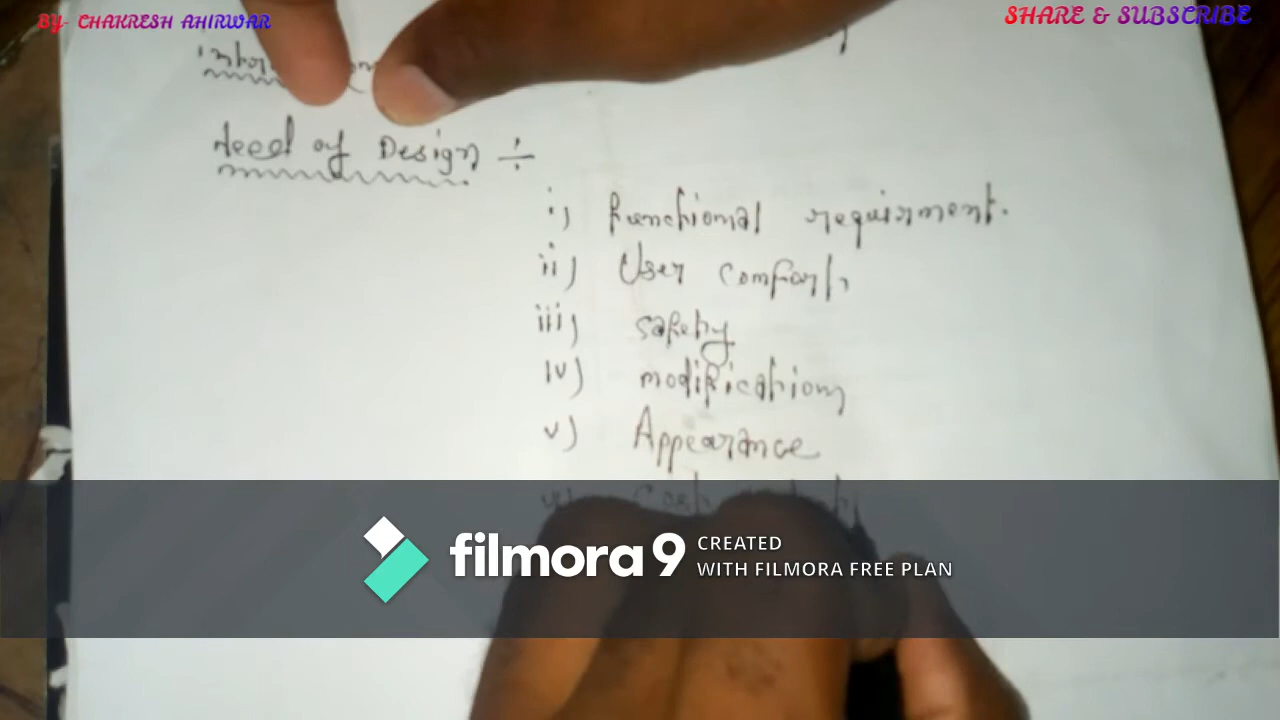 BY- CHAKRESH AHIRWAR
SHARE & SUBSCRIBE
Need of Design ÷
i) functional requirment.
ii) User comfort,
iii) safety
iv) modification,
v) Appearance
filmora 9 CREATED
WITH FILMORA FREE PLAN